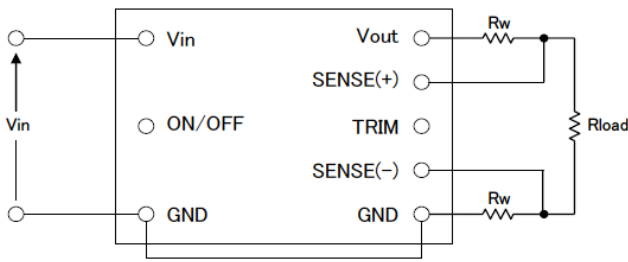 Vin
Vin
ON/OFF
GND
Vout
SENSE(+)
TRIM
SENSE(-)
GND
Rw
Rw
Rload